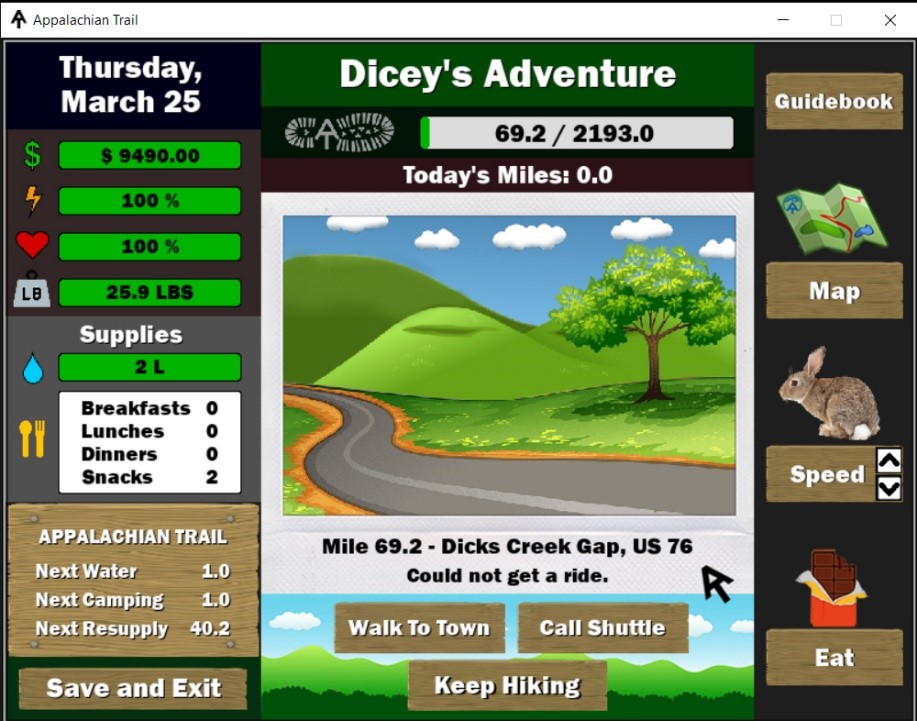 Appalachian Trail
Thursday,
March 25
$ 9490.00
100 %
100 %
LB
25.9 LBS
Supplies
2 L
Breakfasts 0
Lunches 0
Dinners 0
Snacks 2
APPALACHIAN TRAIL
Next Water 1.0
Next Camping 1.0
Next Resupply 40.2
Save and Exit
Dicey's Adventure
69.2 / 2193.0
Today's Miles: 0.0
Mile 69.2 - Dicks Creek Gap, US 76
Could not get a ride.
Walk To Town
Call Shuttle
Keep Hiking
Guidebook
Map
Speed
Eat